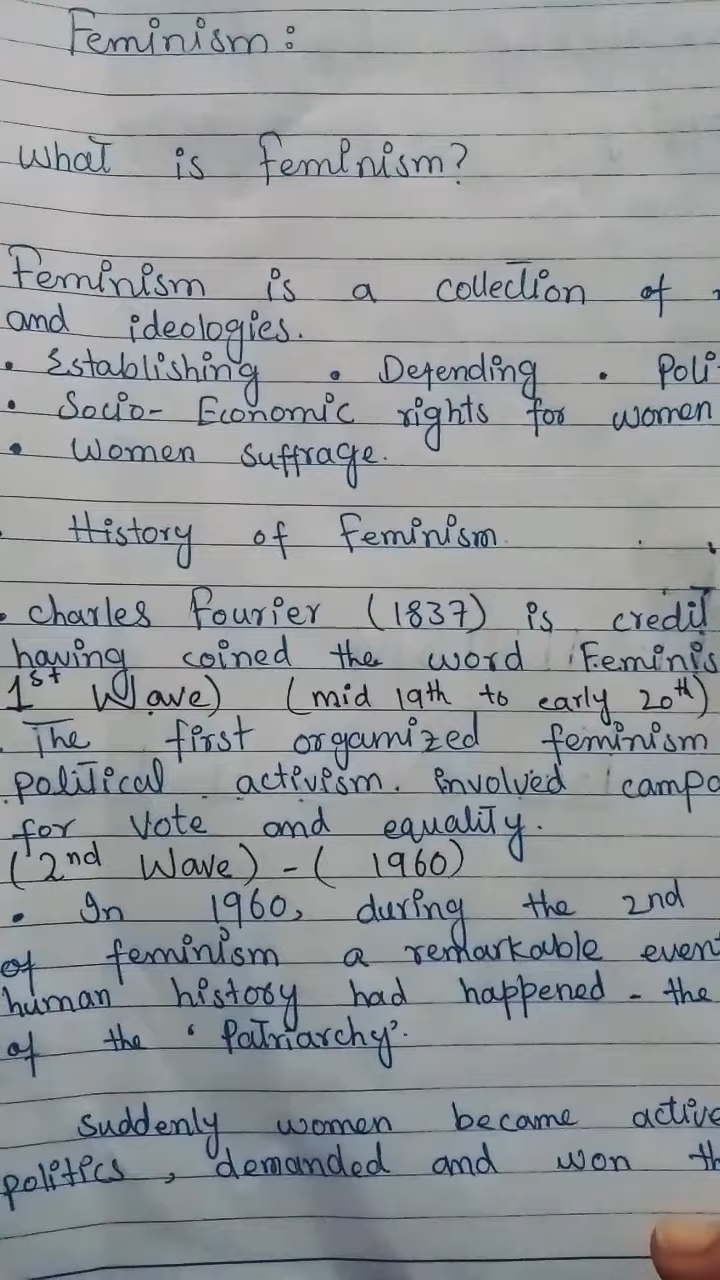 Feminism:
What is Feminism?
Feminism is a collection of
and ideologies.
• Establishing • Defending • Poli
• Socio-Economic rights for women
• Women suffrage.
History of Feminism.
• Charles Fourier (1837) is credit
having coined the word Feminis
1st Wave) (mid 19th to early 20th)
. The first orgamized feminism
political activism. involved campa
for Vote and equality.
(2nd Wave) - ( 1960)
• In 1960, during the 2nd
of feminism a remarkable event
human history had happened - the
of the 'Patriarchy'.
Suddenly women became active
politics, demanded and won th